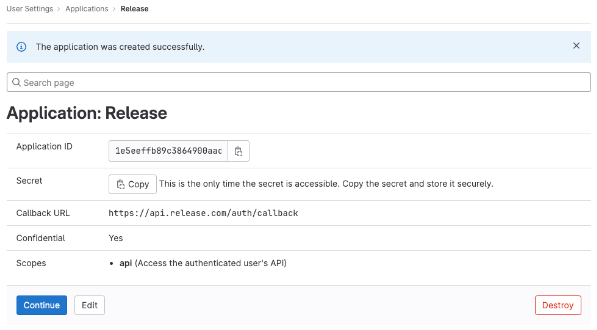 User Settings > Applications > Release
The application was created successfully.
Search page
Application: Release
Application ID 1e5eeffb89c3864900aac
Secret Copy This is the only time the secret is accessible. Copy the secret and store it securely.
Callback URL https://api.release.com/auth/callback
Confidential Yes
Scopes • api (Access the authenticated user's API)
Continue Edit Destroy